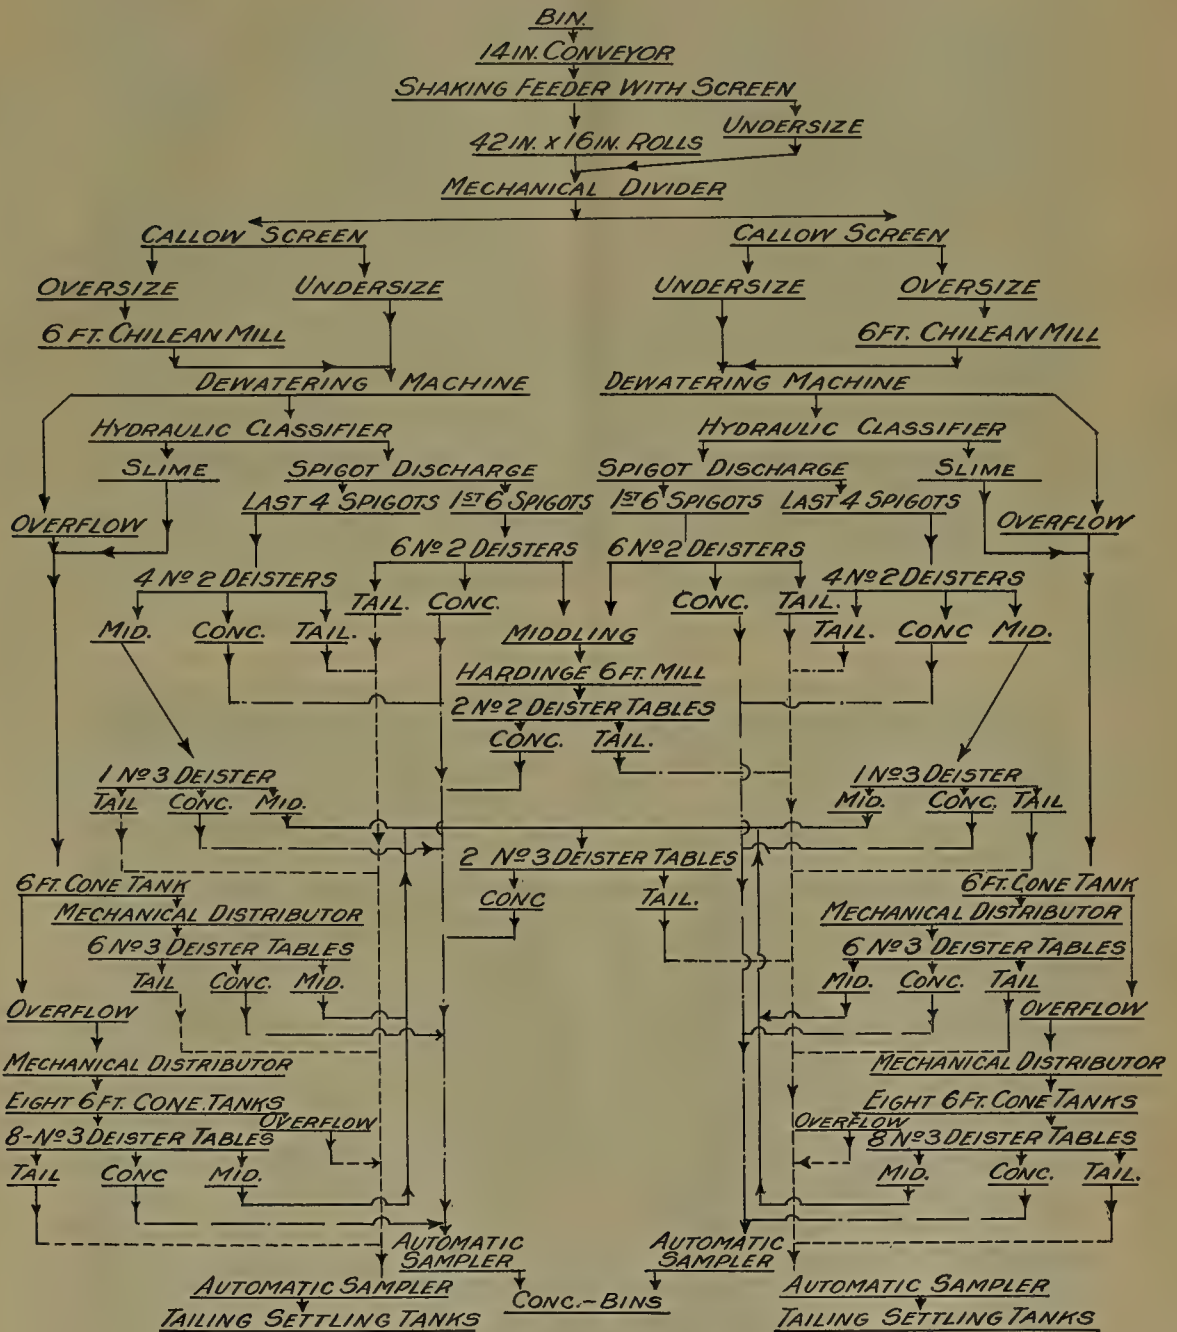 BIN.
14 IN. CONVEYOR
SHAKING FEEDER WITH SCREEN
UNDERSIZE
42 IN. X 16 IN. ROLLS
MECHANICAL DIVIDER
CALLOW SCREEN
CALLOW SCREEN
OVERSIZE
UNDERSIZE
UNDERSIZE
OVERSIZE
6 FT. CHILEAN MILL
6 FT. CHILEAN MILL
DEWATERING MACHINE
DEWATERING MACHINE
HYDRAULIC CLASSIFIER
HYDRAULIC CLASSIFIER
SLIME
SPIGOT DISCHARGE
SPIGOT DISCHARGE
SLIME
LAST 4 SPIGOTS
1ST 6 SPIGOTS
1ST 6 SPIGOTS
LAST 4 SPIGOTS
OVERFLOW
OVERFLOW
6 No 2 DEISTERS
6 No 2 DEISTERS
4 No 2 DEISTERS
4 No 2 DEISTERS
TAIL.
CONC.
CONC.
TAIL.
MID.
CONC.
TAIL.
MIDDLING
TAIL.
CONC
MID.
HARDINGE 6 FT. MILL
2 No 2 DEISTER TABLES
CONC.
TAIL.
1 No 3 DEISTER
1 No 3 DEISTER
TAIL
CONC.
MID.
MID.
CONC.
TAIL
2 No 3 DEISTER TABLES
6 FT. CONE TANK
6 FT. CONE TANK
CONC
TAIL.
MECHANICAL DISTRIBUTOR
MECHANICAL DISTRIBUTOR
6 No 3 DEISTER TABLES
6 No 3 DEISTER TABLES
TAIL
CONC.
MID.
MID.
CONC.
TAIL
OVERFLOW
OVERFLOW
MECHANICAL DISTRIBUTOR
MECHANICAL DISTRIBUTOR
EIGHT 6 FT. CONE TANKS
EIGHT 6 FT. CONE TANKS
OVERFLOW
OVERFLOW
8-No 3 DEISTER TABLES
8 No 3 DEISTER TABLES
TAIL
CONC
MID.
MID.
CONC.
TAIL.
AUTOMATIC
SAMPLER
AUTOMATIC
SAMPLER
AUTOMATIC SAMPLER
CONC.-BINS
AUTOMATIC SAMPLER
TAILING SETTLING TANKS
TAILING SETTLING TANKS